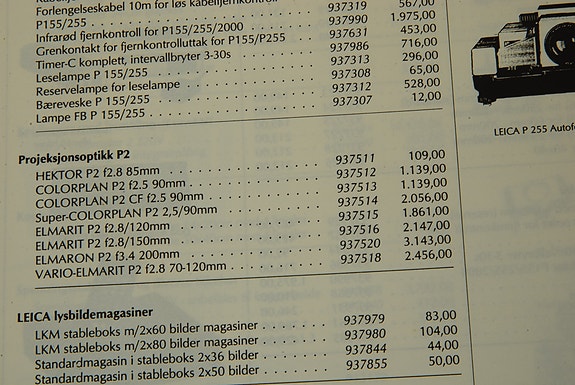 Forlengelseskabel 10m for løs kabelfjernkontroll
P155/255 . . . . . . . . . . . . . . . . 937319 567,00
Infrarød fjernkontroll for P155/255/2000 . . . . 937990 1.975,00
Grenkontakt for fjernkontrolluttak for P155/P255 937631 453,00
Timer-C komplett, intervallbryter 3-30s . . . . 937986 716,00
Leselampe P 155/255 . . . . . . . . . . . . 937313 296,00
Reservelampe for leselampe . . . . . . . . . 937308 65,00
Bæreveske P 155/255 . . . . . . . . . . . . 937312 528,00
Lampe FB P 155/255 . . . . . . . . . . . . 937307 12,00
LEICA P 255 Autofo
Projeksjonsoptikk P2
HEKTOR P2 f2.8 85mm . . . . . . . . . . . . 937511 109,00
COLORPLAN P2 f2.5 90mm . . . . . . . . . . 937512 1.139,00
COLORPLAN P2 CF f2.5 90mm . . . . . . . . . 937513 1.139,00
Super-COLORPLAN P2 2,5/90mm . . . . . . . . 937514 2.056,00
ELMARIT P2 f2.8/120mm . . . . . . . . . . . 937515 1.861,00
ELMARIT P2 f2.8/150mm . . . . . . . . . . . 937516 2.147,00
ELMARON P2 f3.4 200mm . . . . . . . . . . . 937520 3.143,00
VARIO-ELMARIT P2 f2.8 70-120mm . . . . . . . 937518 2.456,00
LEICA lysbildemagasiner
LKM stableboks m/2x60 bilder magasiner . . . . . . 937979 83,00
LKM stableboks m/2x80 bilder magasiner . . . . . . 937980 104,00
Standardmagasin i stableboks 2x36 bilder . . . . . . 937844 44,00
Standardmagasin i stableboks 2x50 bilder . . . . . . 937855 50,00